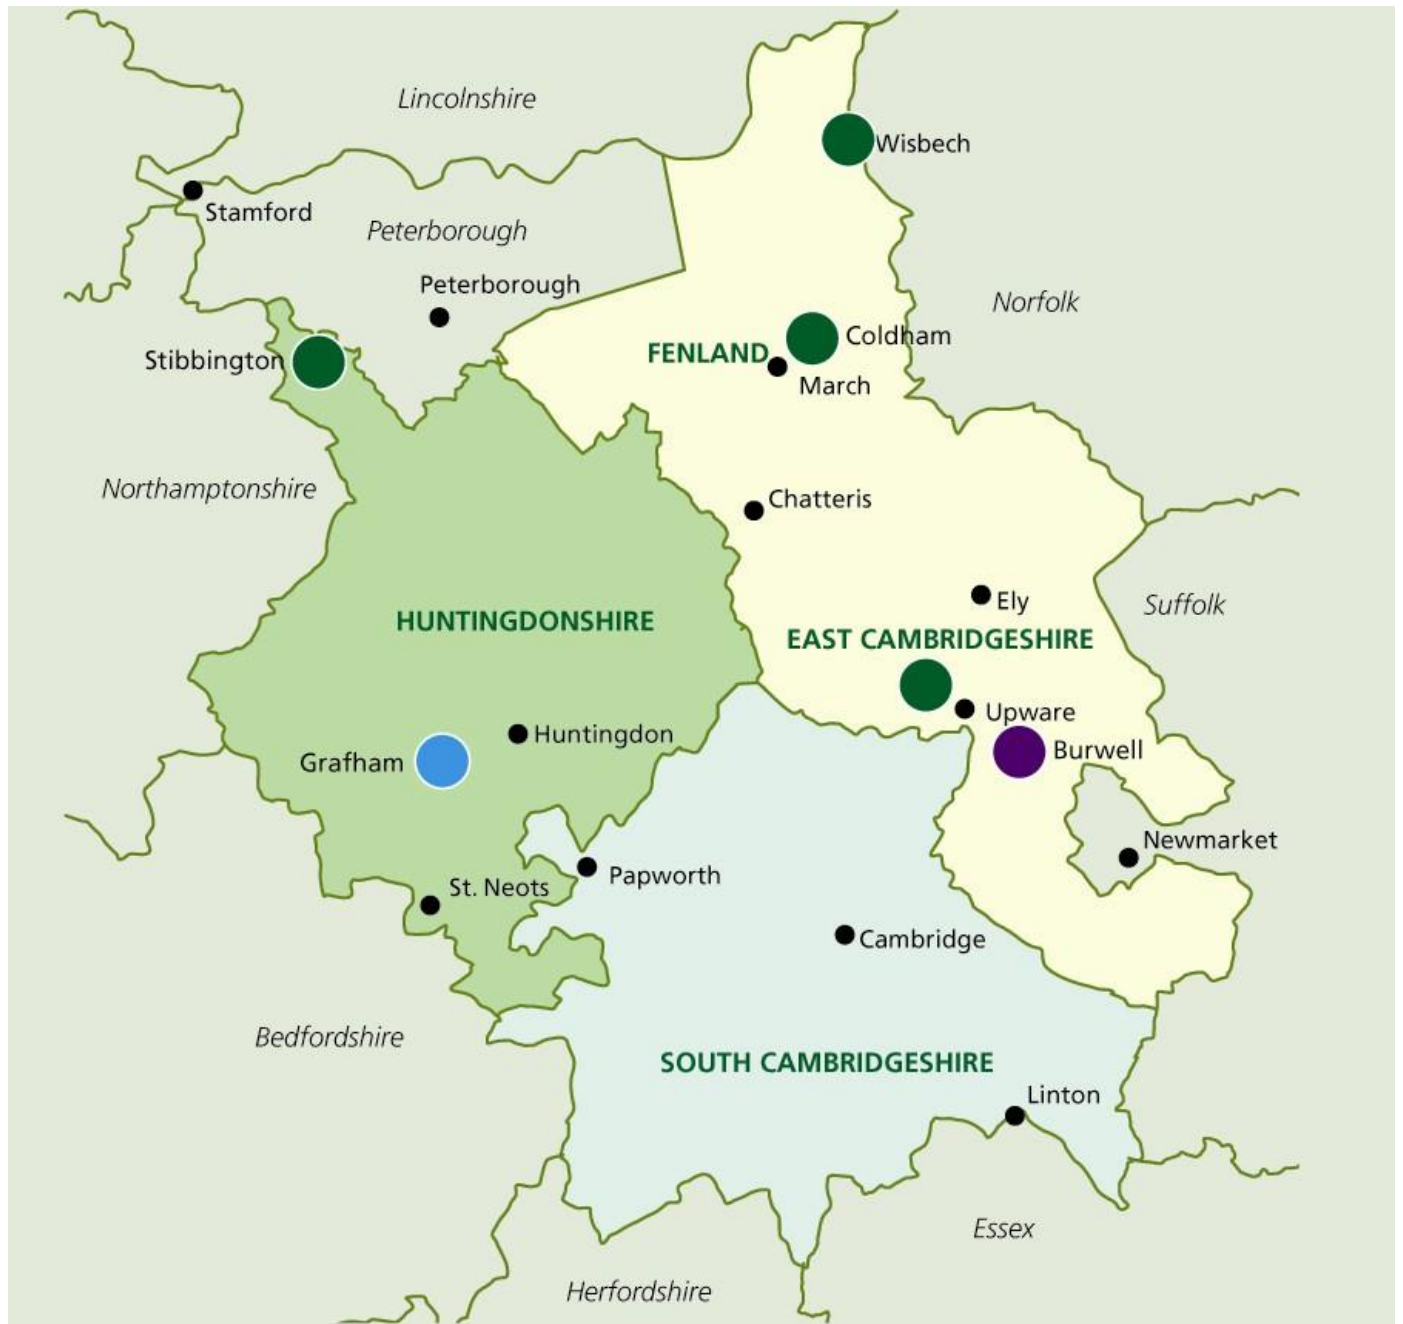 Lincolnshire
Wisbech
Stamford
Peterborough
Peterborough
Norfolk
Stibbington
FENLAND
Coldham
March
Northamptonshire
Chatteris
Ely
Suffolk
HUNTINGDONSHIRE
EAST CAMBRIDGESHIRE
Upware
Huntingdon
Burwell
Grafham
Newmarket
St. Neots
Papworth
Cambridge
Bedfordshire
SOUTH CAMBRIDGESHIRE
Linton
Essex
Herfordshire